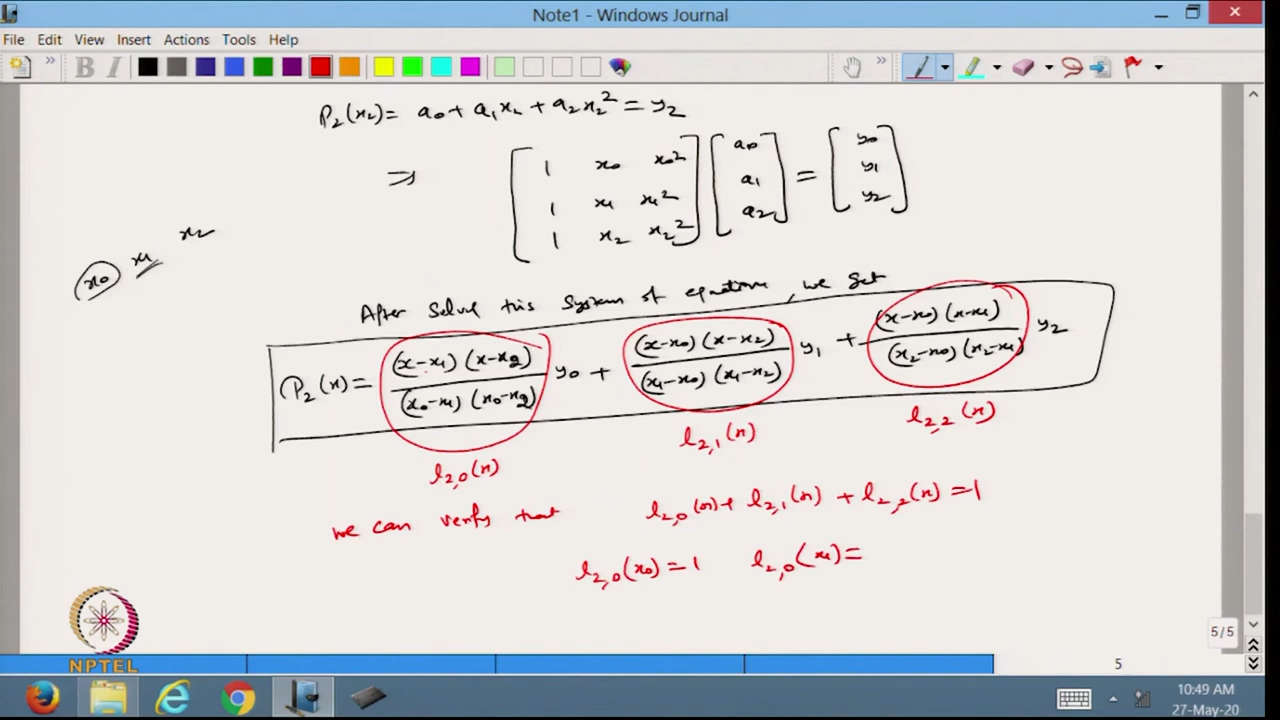 Note1 - Windows Journal
File Edit View Insert Actions Tools Help
P₂(x₂) = a₀ + a₁x₂ + a₂x₂² = y₂
⇒ [1 x₀ x₀²] [a₀] = [y₀]
[1 x₁ x₁²] [a₁] [y₁]
[1 x₂ x₂²] [a₂] [y₂]
x₀ x₁ x₂
After solve this system of equations, we get
P₂(x) = (x-x₁)(x-x₂)/(x₀-x₁)(x₀-x₂) y₀ + (x-x₀)(x-x₂)/(x₁-x₀)(x₁-x₂) y₁ + (x-x₀)(x-x₁)/(x₂-x₀)(x₂-x₁) y₂
l₂,₀(x) l₂,₁(x) l₂,₂(x)
we can verify that l₂,₀(x) + l₂,₁(x) + l₂,₂(x) = 1
l₂,₀(x₀) = 1 l₂,₀(x₁) =
5/5
NPTEL
5
10:49 AM
27-May-20